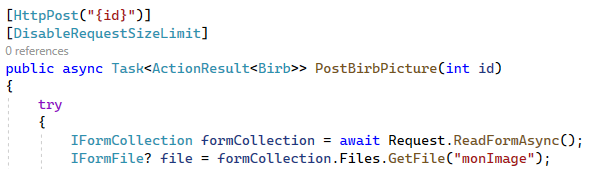 [HttpPost("{id}")]
[DisableRequestSizeLimit]
0 references
public async Task<ActionResult<Birb>> PostBirbPicture(int id)
{
try
{
IFormCollection formCollection = await Request.ReadFormAsync();
IFormFile? file = formCollection.Files.GetFile("monImage");